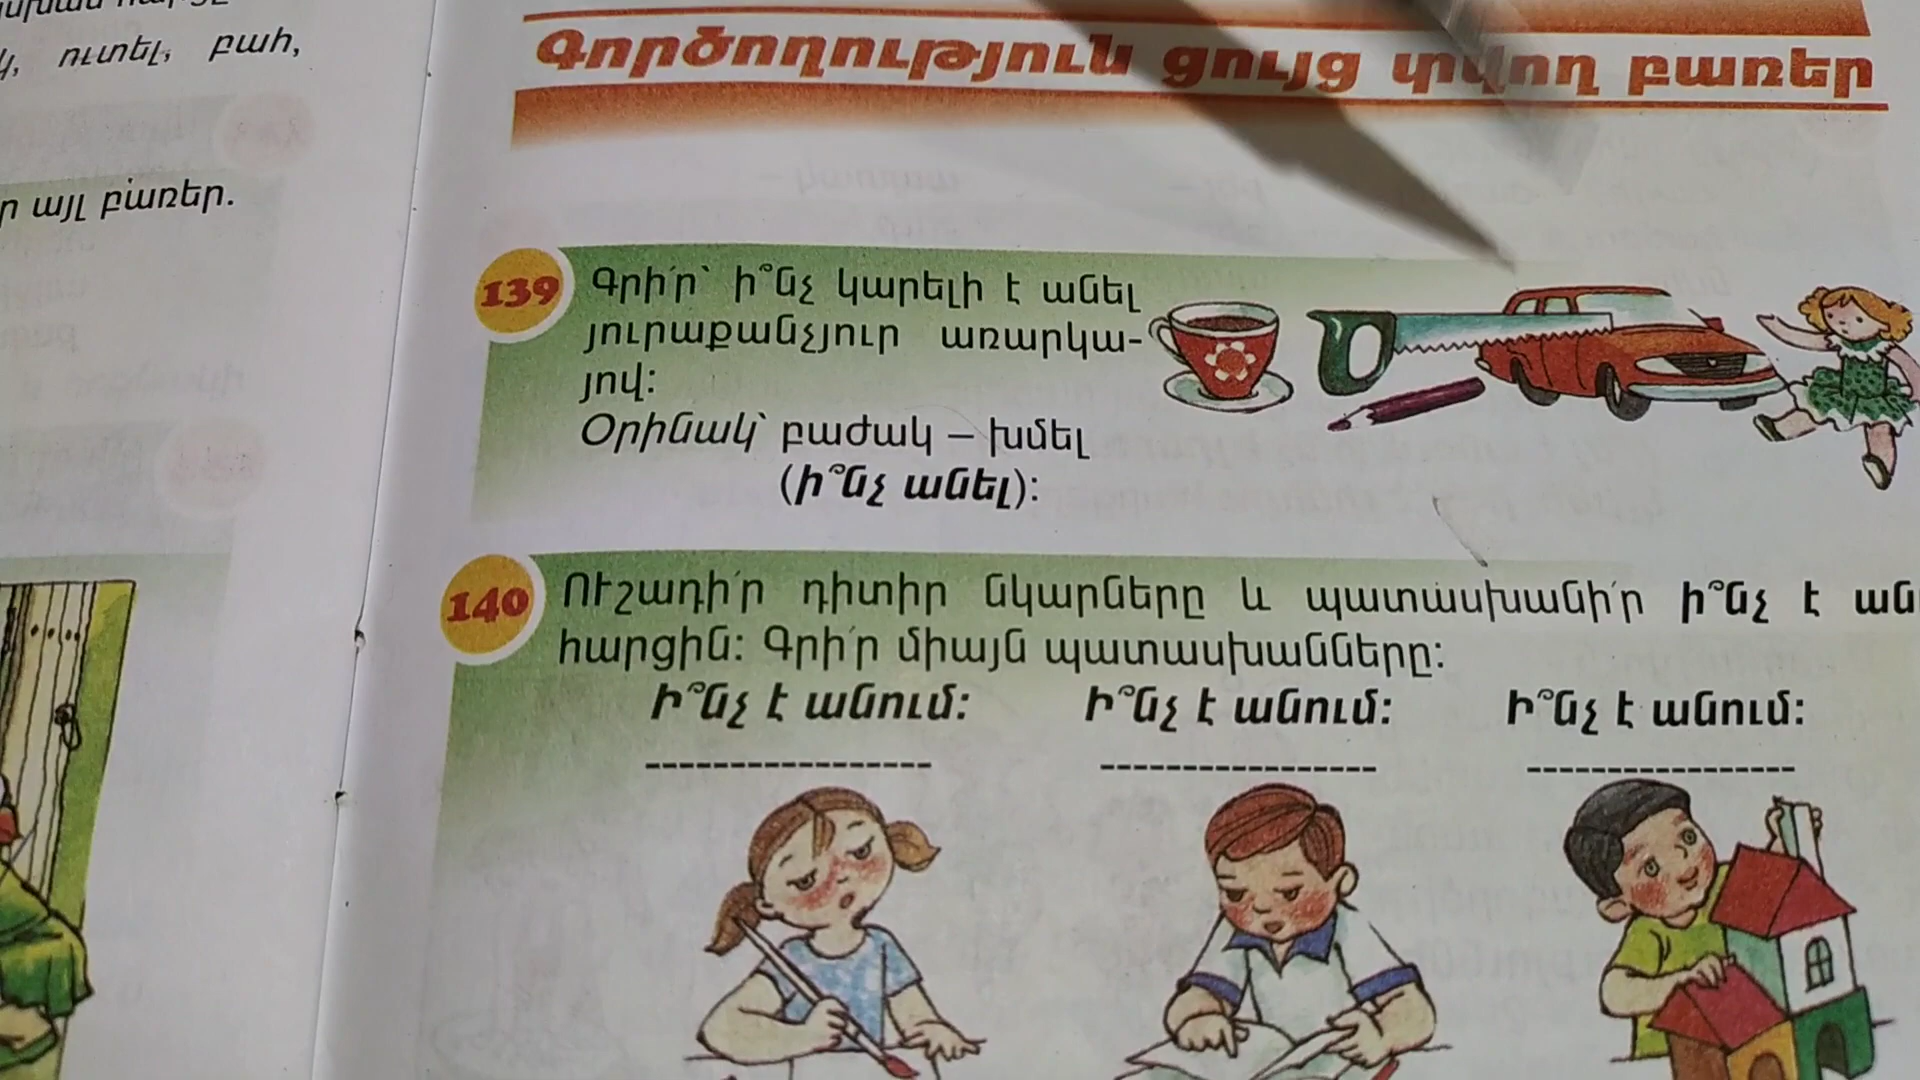 ուտել, բահ,
այլ բառեր.
Գործողություն ցույց տվող բառեր
139 Գրի՛ր՝ ի՞նչ կարելի է անել
յուրաքանչյուր առարկա-
յով:
Օրինակ՝ բաժակ – խմել
(ի՞նչ անել):
140 Ուշադի՛ր դիտիր նկարները և պատասխանի՛ր ի՞նչ է ան
հարցին: Գրի՛ր միայն պատասխանները:
Ի՞նչ է անում: Ի՞նչ է անում: Ի՞նչ է անում: